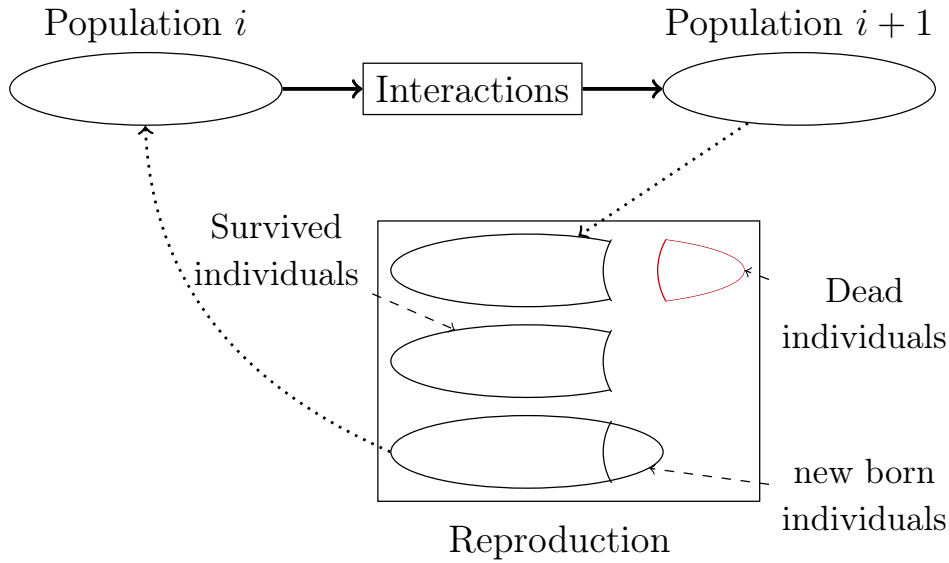 Population i
Population i + 1
Interactions
Survived
individuals
Dead
individuals
new born
individuals
Reproduction